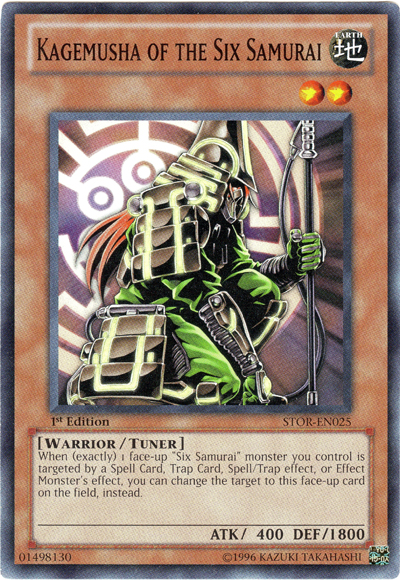 KAGEMUSHA OF THE SIX SAMURAI
EARTH
地
1st Edition
STOR-EN025
[WARRIOR / TUNER]
When (exactly) 1 face-up "Six Samurai" monster you control is
targeted by a Spell Card, Trap Card, Spell/Trap effect, or Effect
Monster's effect, you can change the target to this face-up card
on the field, instead.
ATK/ 400 DEF/1800
01498130
©1996 KAZUKI TAKAHASHI